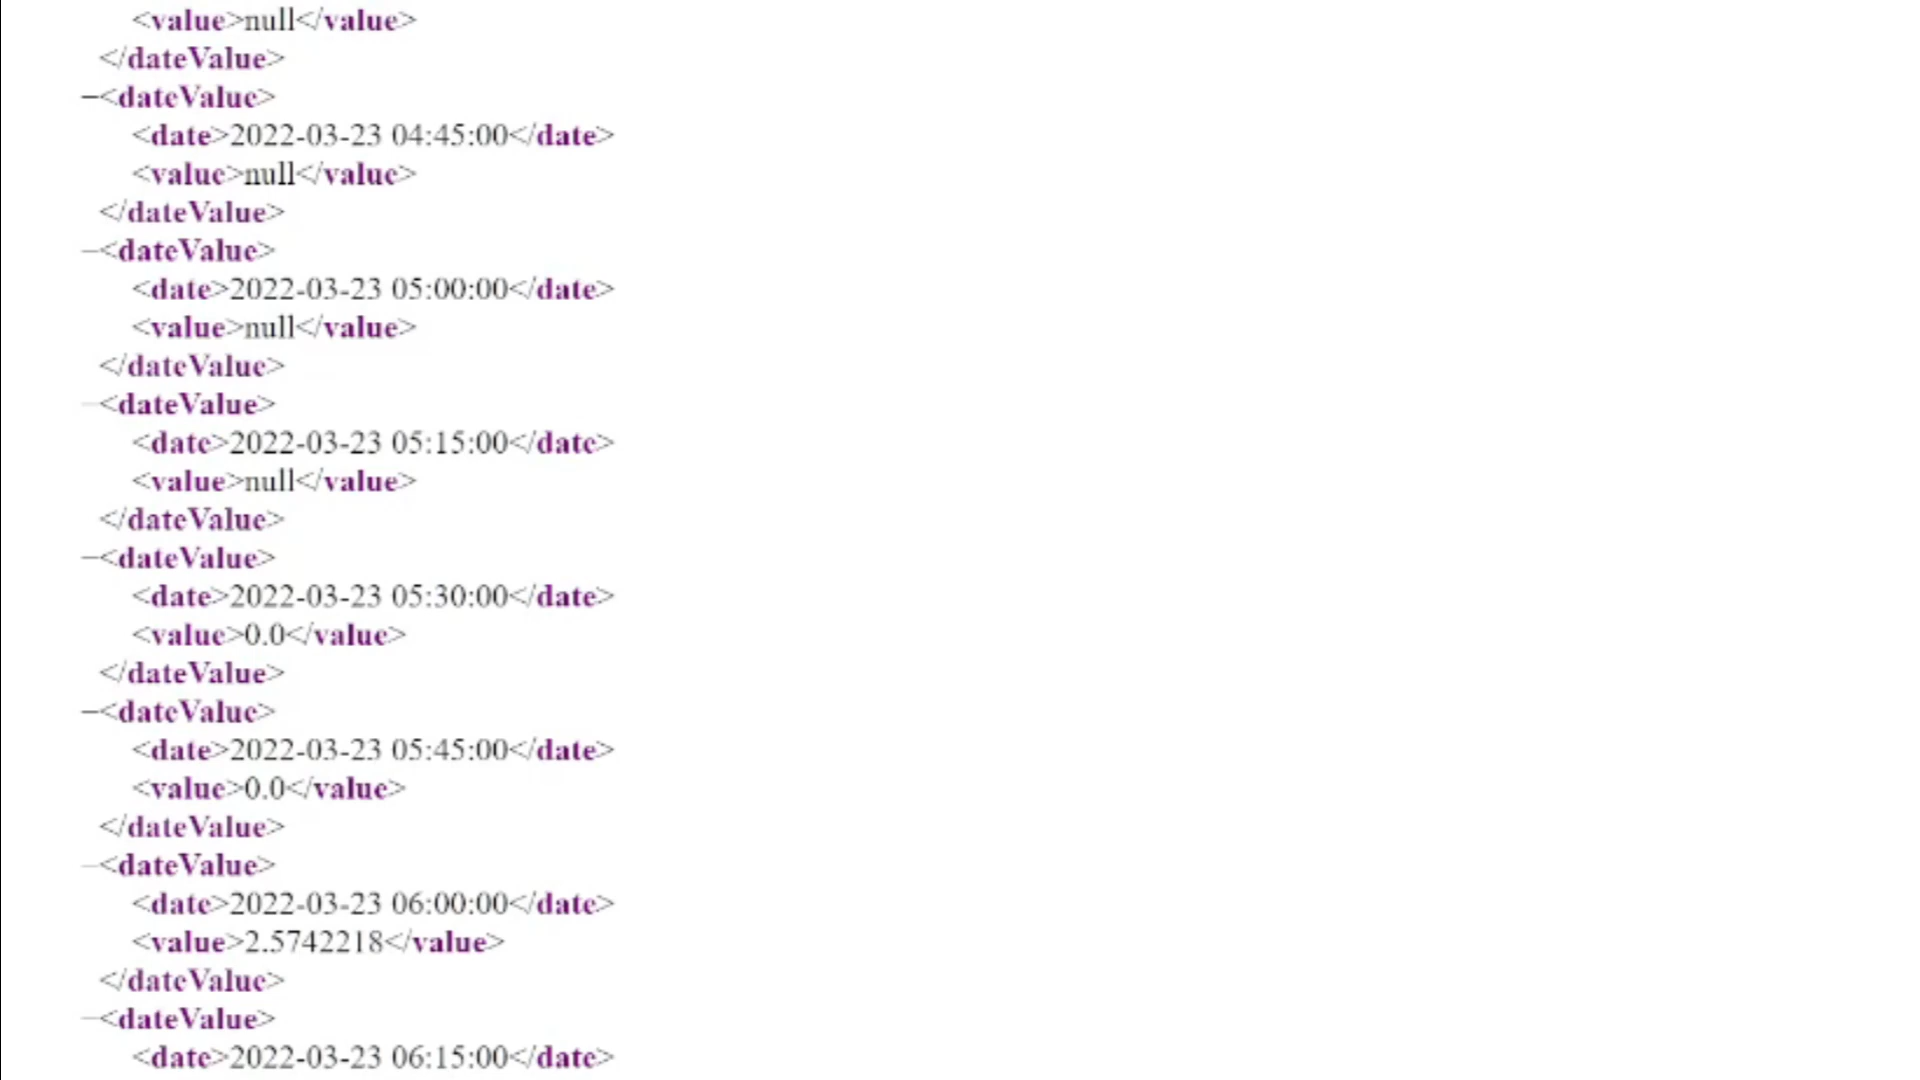 <value>null</value>
</dateValue>
–<dateValue>
<date>2022-03-23 04:45:00</date>
<value>null</value>
</dateValue>
–<dateValue>
<date>2022-03-23 05:00:00</date>
<value>null</value>
</dateValue>
–<dateValue>
<date>2022-03-23 05:15:00</date>
<value>null</value>
</dateValue>
–<dateValue>
<date>2022-03-23 05:30:00</date>
<value>0.0</value>
</dateValue>
–<dateValue>
<date>2022-03-23 05:45:00</date>
<value>0.0</value>
</dateValue>
–<dateValue>
<date>2022-03-23 06:00:00</date>
<value>2.5742218</value>
</dateValue>
–<dateValue>
<date>2022-03-23 06:15:00</date>